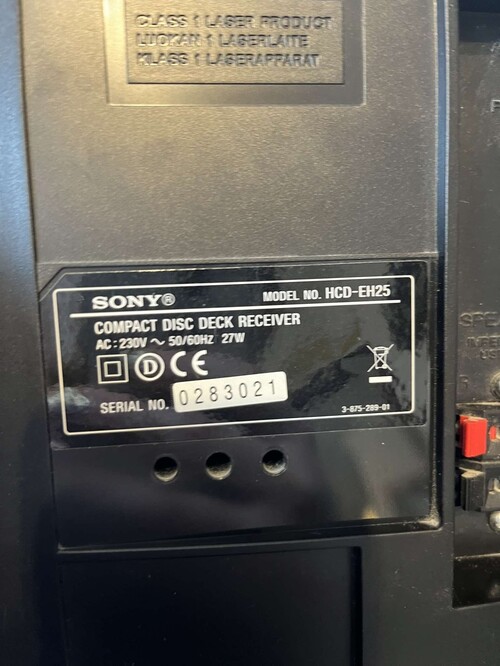 CLASS 1 LASER PRODUCT
LUOKAN 1 LASERLAITE
KLASS 1 LASERAPPARAT
SONY®
MODEL NO. HCD-EH25
COMPACT DISC DECK RECEIVER
AC:230V ~ 50/60Hz 27W
D CE
SERIAL NO. 0283021
3-875-289-01